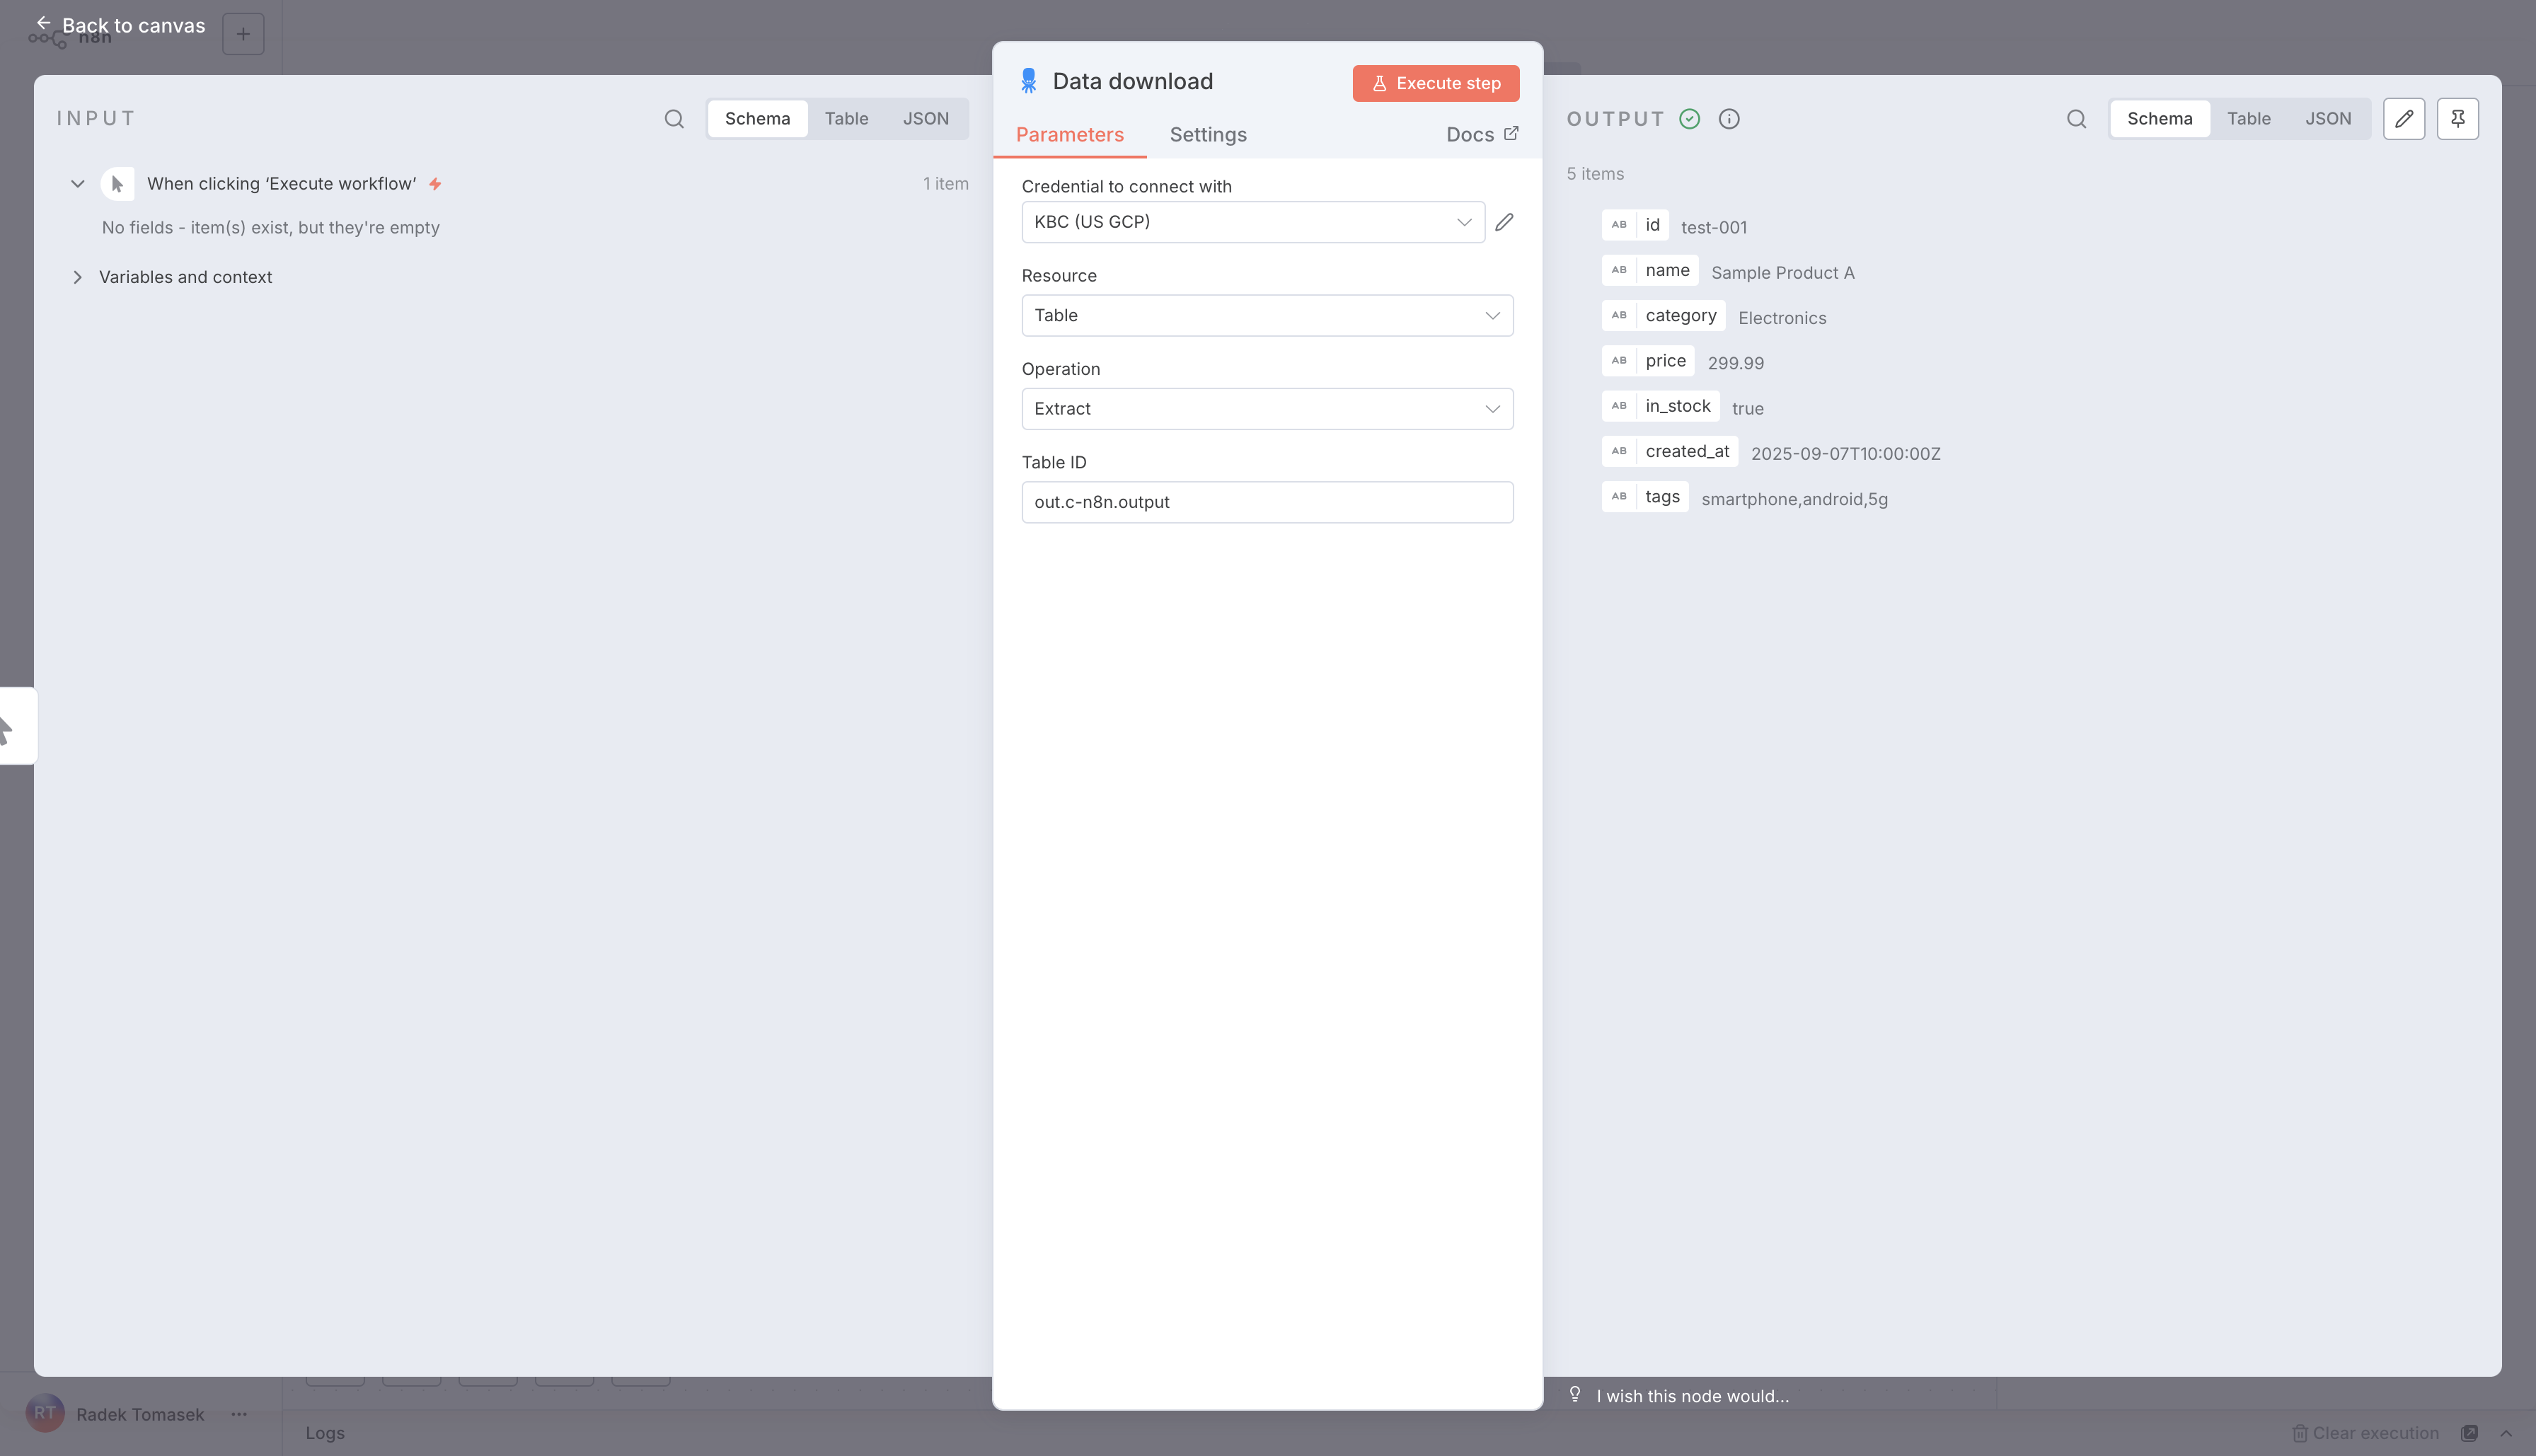 Back to canvas
n8n
INPUT
Schema
Table
JSON
When clicking ‘Execute workflow’
1 item
No fields - item(s) exist, but they're empty
Variables and context
Data download
Execute step
Parameters
Settings
Docs
Credential to connect with
KBC (US GCP)
Resource
Table
Operation
Extract
Table ID
out.c-n8n.output
OUTPUT
Schema
Table
JSON
5 items
AB id test-001
AB name Sample Product A
AB category Electronics
AB price 299.99
AB in_stock true
AB created_at 2025-09-07T10:00:00Z
AB tags smartphone,android,5g
I wish this node would...
RT Radek Tomasek
Logs
Clear execution